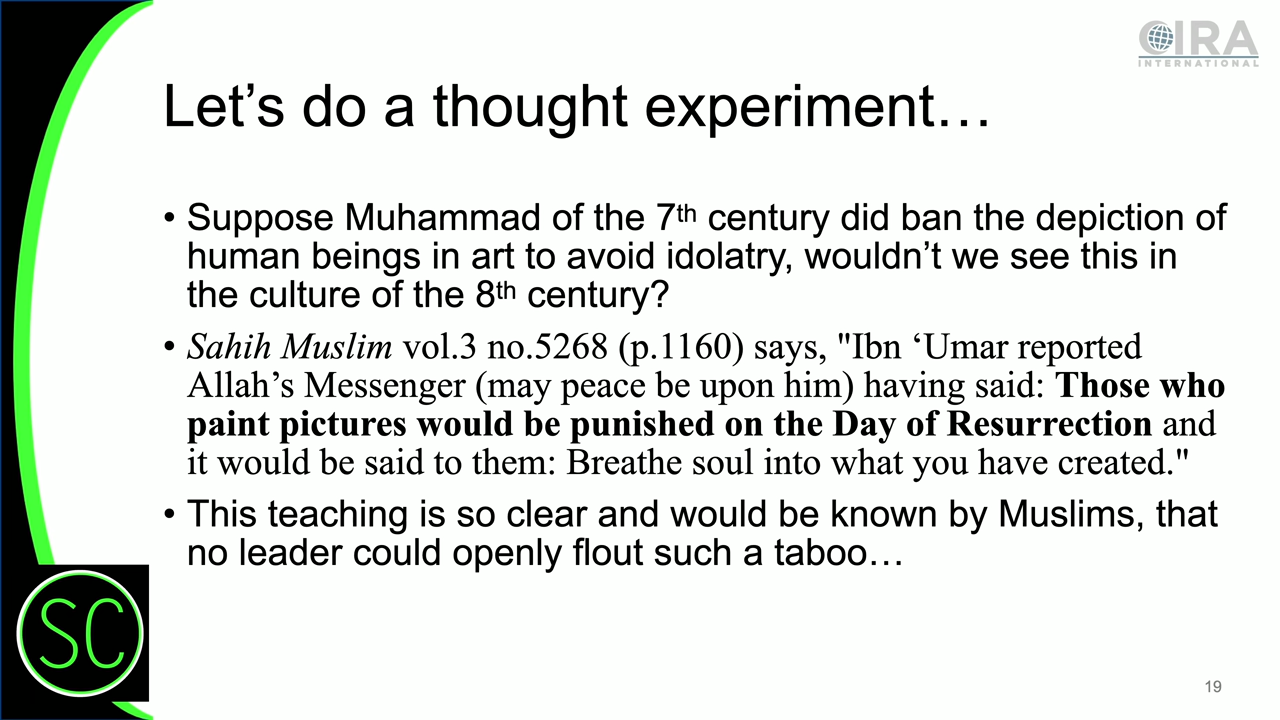 CIRA
INTERNATIONAL
Let’s do a thought experiment…
• Suppose Muhammad of the 7th century did ban the depiction of
human beings in art to avoid idolatry, wouldn’t we see this in
the culture of the 8th century?
• Sahih Muslim vol.3 no.5268 (p.1160) says, "Ibn ‘Umar reported
Allah’s Messenger (may peace be upon him) having said: Those who
paint pictures would be punished on the Day of Resurrection and
it would be said to them: Breathe soul into what you have created."
• This teaching is so clear and would be known by Muslims, that
no leader could openly flout such a taboo…
SC
19